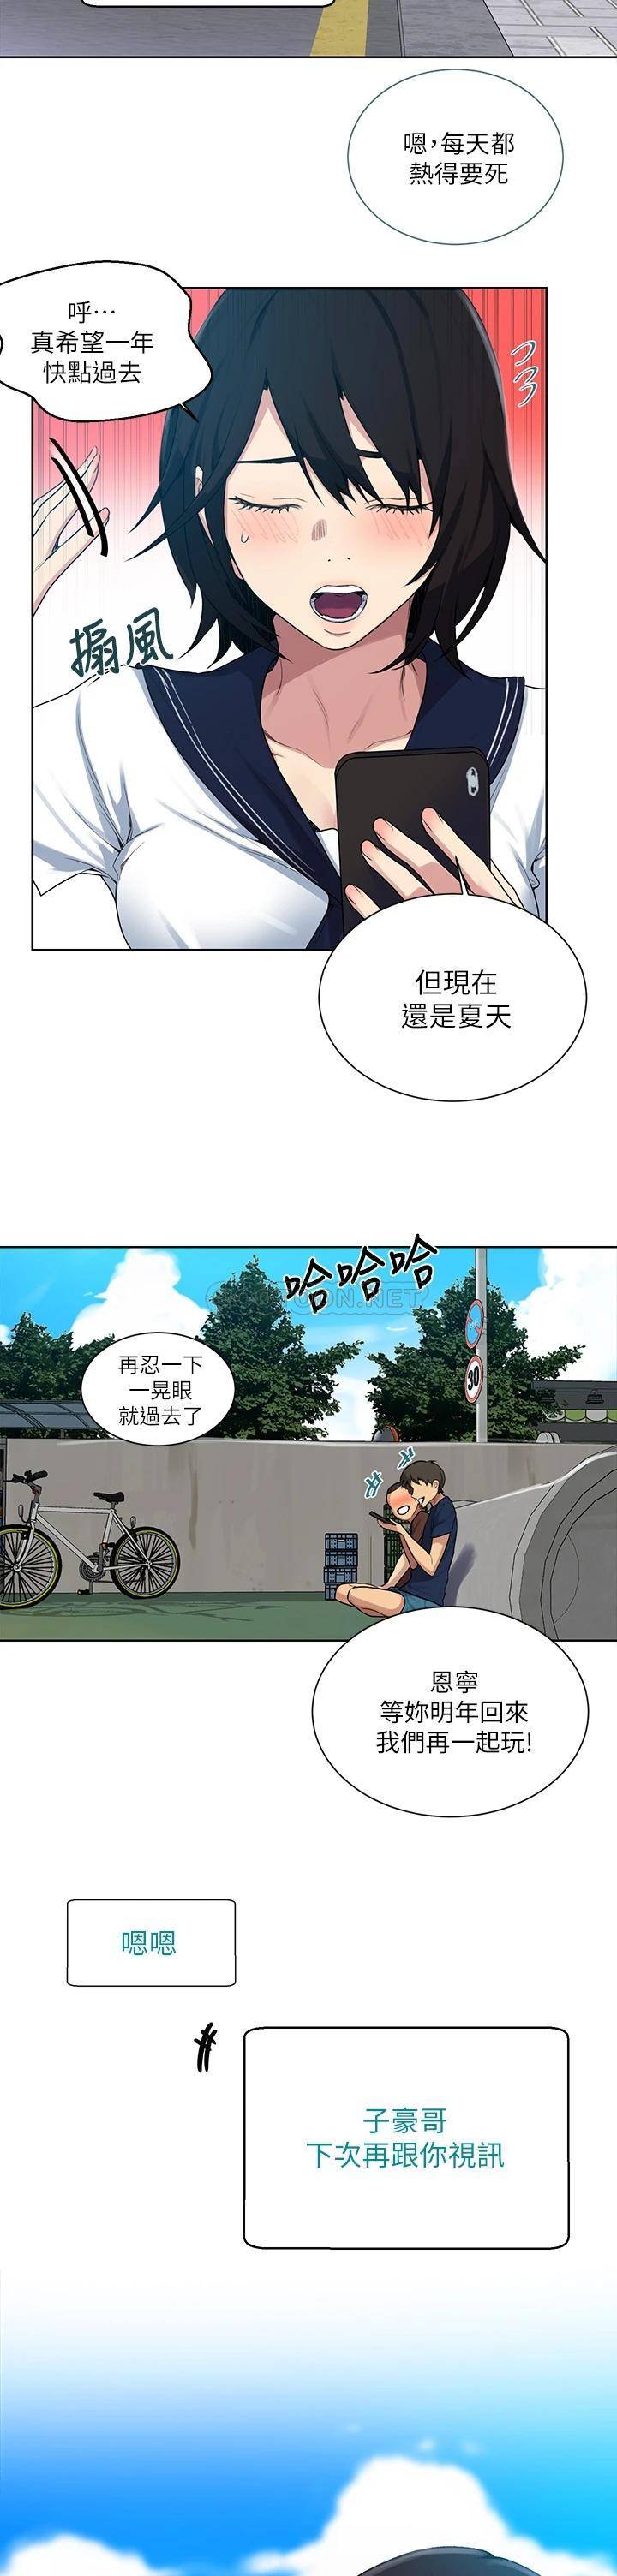 嗯,每天都
熱得要死
呼…
真希望一年
快點過去
搧風
但現在
還是夏天
哈哈哈
再忍一下
一晃眼
就過去了
30
恩寧
等妳明年回來
我們再一起玩!
嗯嗯
子豪哥
下次再跟你視訊